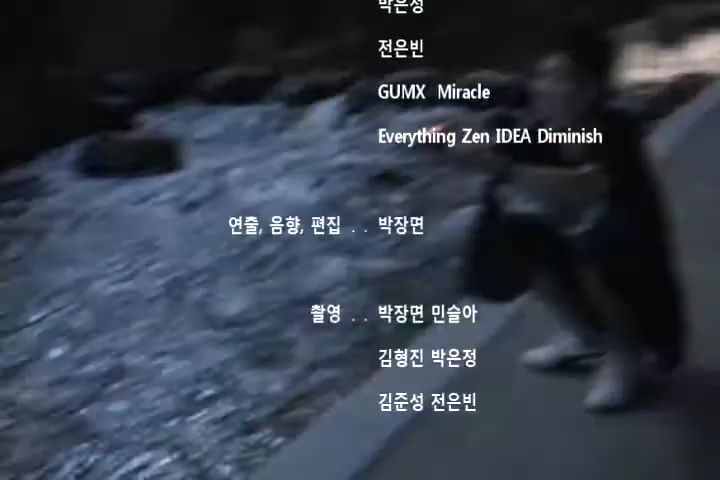 박은정
전은빈
GUMX Miracle
Everything Zen IDEA Diminish
연출, 음향, 편집 . . 박장면
촬영 . . 박장면 민슬아
김형진 박은정
김준성 전은빈